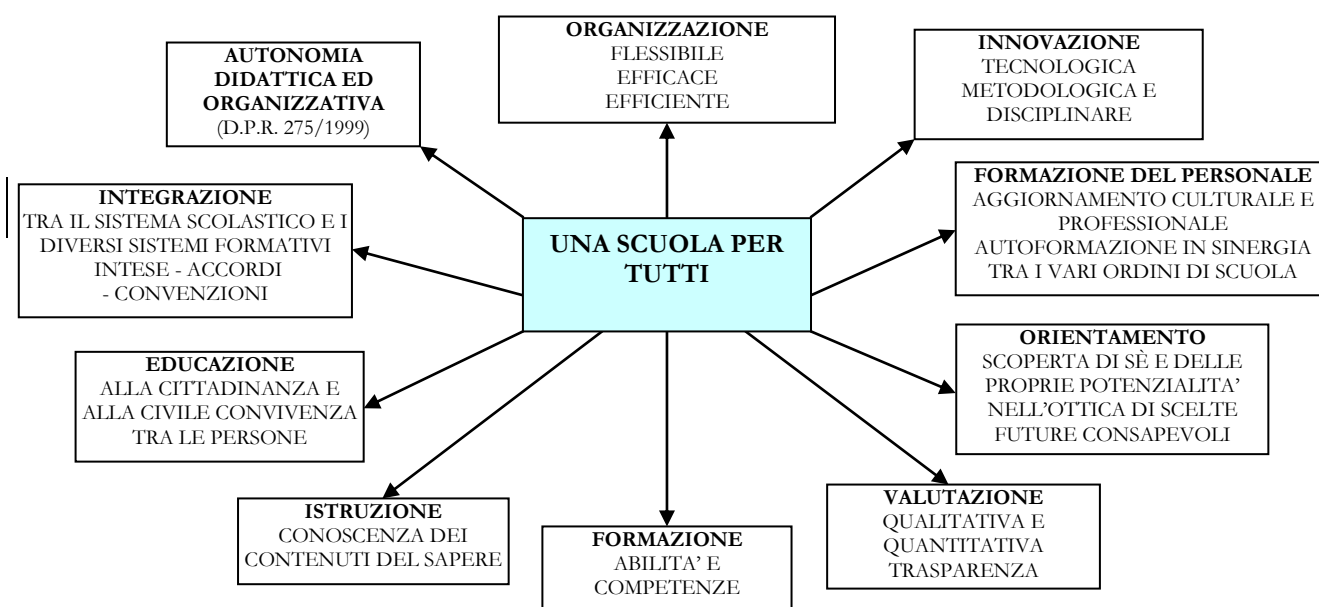 ORGANIZZAZIONE
FLESSIBILE
EFFICACE
EFFICIENTE
AUTONOMIA
DIDATTICA ED
ORGANIZZATIVA
(D.P.R. 275/1999)
INNOVAZIONE
TECNOLOGICA
METODOLOGICA E
DISCIPLINARE
INTEGRAZIONE
TRA IL SISTEMA SCOLASTICO E I
DIVERSI SISTEMI FORMATIVI
INTESE - ACCORDI
- CONVENZIONI
UNA SCUOLA PER
TUTTI
FORMAZIONE DEL PERSONALE
AGGIORNAMENTO CULTURALE E
PROFESSIONALE
AUTOFORMAZIONE IN SINERGIA
TRA I VARI ORDINI DI SCUOLA
EDUCAZIONE
ALLA CITTADINANZA E
ALLA CIVILE CONVIVENZA
TRA LE PERSONE
ORIENTAMENTO
SCOPERTA DI SÈ E DELLE
PROPRIE POTENZIALITA’
NELL’OTTICA DI SCELTE
FUTURE CONSAPEVOLI
ISTRUZIONE
CONOSCENZA DEI
CONTENUTI DEL SAPERE
FORMAZIONE
ABILITA’ E
COMPETENZE
VALUTAZIONE
QUALITATIVA E
QUANTITATIVA
TRASPARENZA